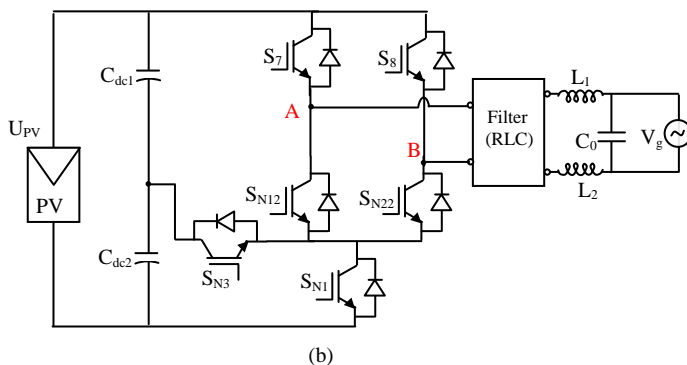 S7
S8
Cdc1
A
L1
UPV
Filter
(RLC)
C0
Vg
B
PV
SN12
SN22
L2
Cdc2
SN3
SN1
(b)